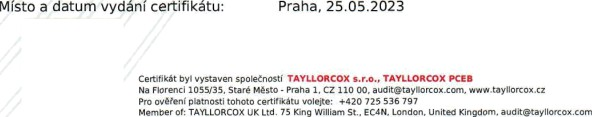 Místo a datum vydání certifikátu: Praha, 25.05.2023
Certifikát byl vystaven společností TAYLLORCOX s.r.o., TAYLLORCOX PCEB
Na Florenci 1055/35, Staré Město - Praha 1, CZ 110 00, audit@tayllorcox.com, www.tayllorcox.cz
Pro ověření platnosti tohoto certifikátu volejte: +420 725 536 797
Member of: TAYLLORCOX UK Ltd. 75 King William St., EC4N, London, United Kingdom, audit@tayllorcox.com